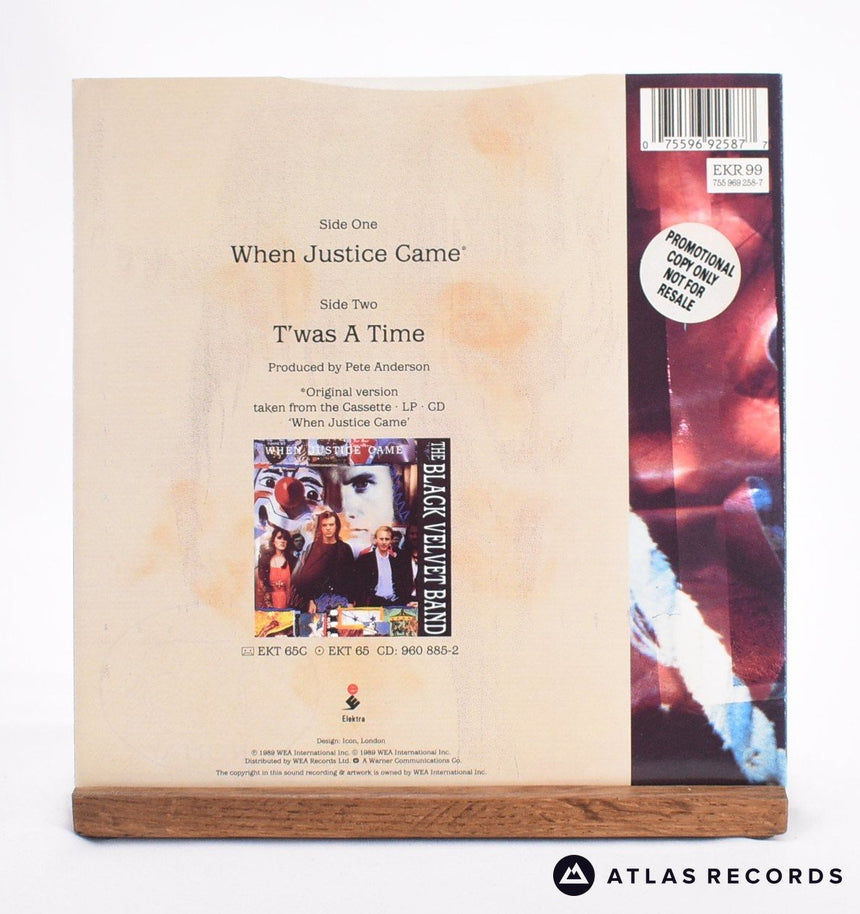 0 75596 92587 7
EKR 99
755 969 258-7
PROMOTIONAL
COPY ONLY
NOT FOR
RESALE
Side One
When Justice Came*
Side Two
T'was A Time
Produced by Pete Anderson
*Original version
taken from the Cassette · LP · CD
'When Justice Came'
WHEN JUSTICE CAME
THE BLACK VELVET BAND
EKT 65C EKT 65 CD: 960 885-2
Elektra
Design: Icon, London
℗ 1989 WEA International Inc. © 1989 WEA International Inc.
Distributed by WEA Records Ltd. A Warner Communications Co.
The copyright in this sound recording & artwork is owned by WEA International Inc.
ATLAS RECORDS